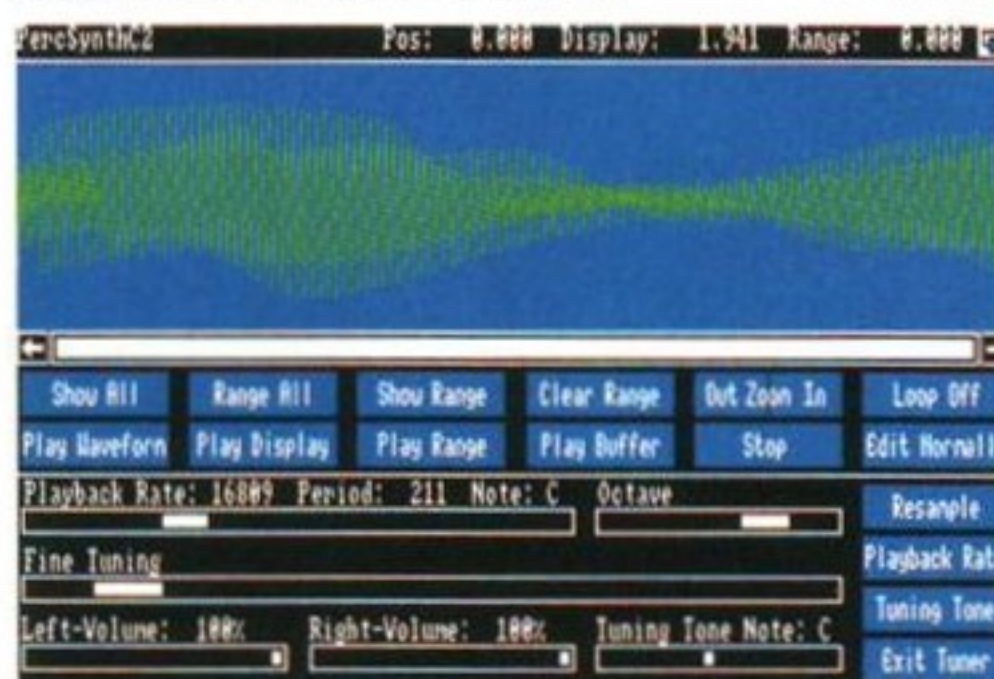 PercSynthC2 Pos: 0.000 Display: 1.941 Range: 0.000
Show All Range All Show Range Clear Range Out Zoom In Loop Off
Play Waveform Play Display Play Range Play Buffer Stop Edit Normall
Playback Rate: 16809 Period: 211 Note: C Octave
Resample
Fine Tuning
Playback Rat
Tuning Tone
Left-Volume: 100% Right-Volume: 100% Tuning Tone Note: C
Exit Tuner